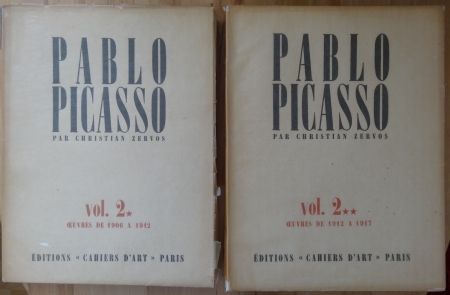 PABLO
PICASSO
PAR CHRISTIAN ZERVOS
vol. 2*
ŒUVRES DE 1906 A 1912
ÉDITIONS « CAHIERS D'ART » PARIS
PABLO
PICASSO
PAR CHRISTIAN ZERVOS
vol. 2**
ŒUVRES DE 1912 A 1917
ÉDITIONS « CAHIERS D'ART » PARIS